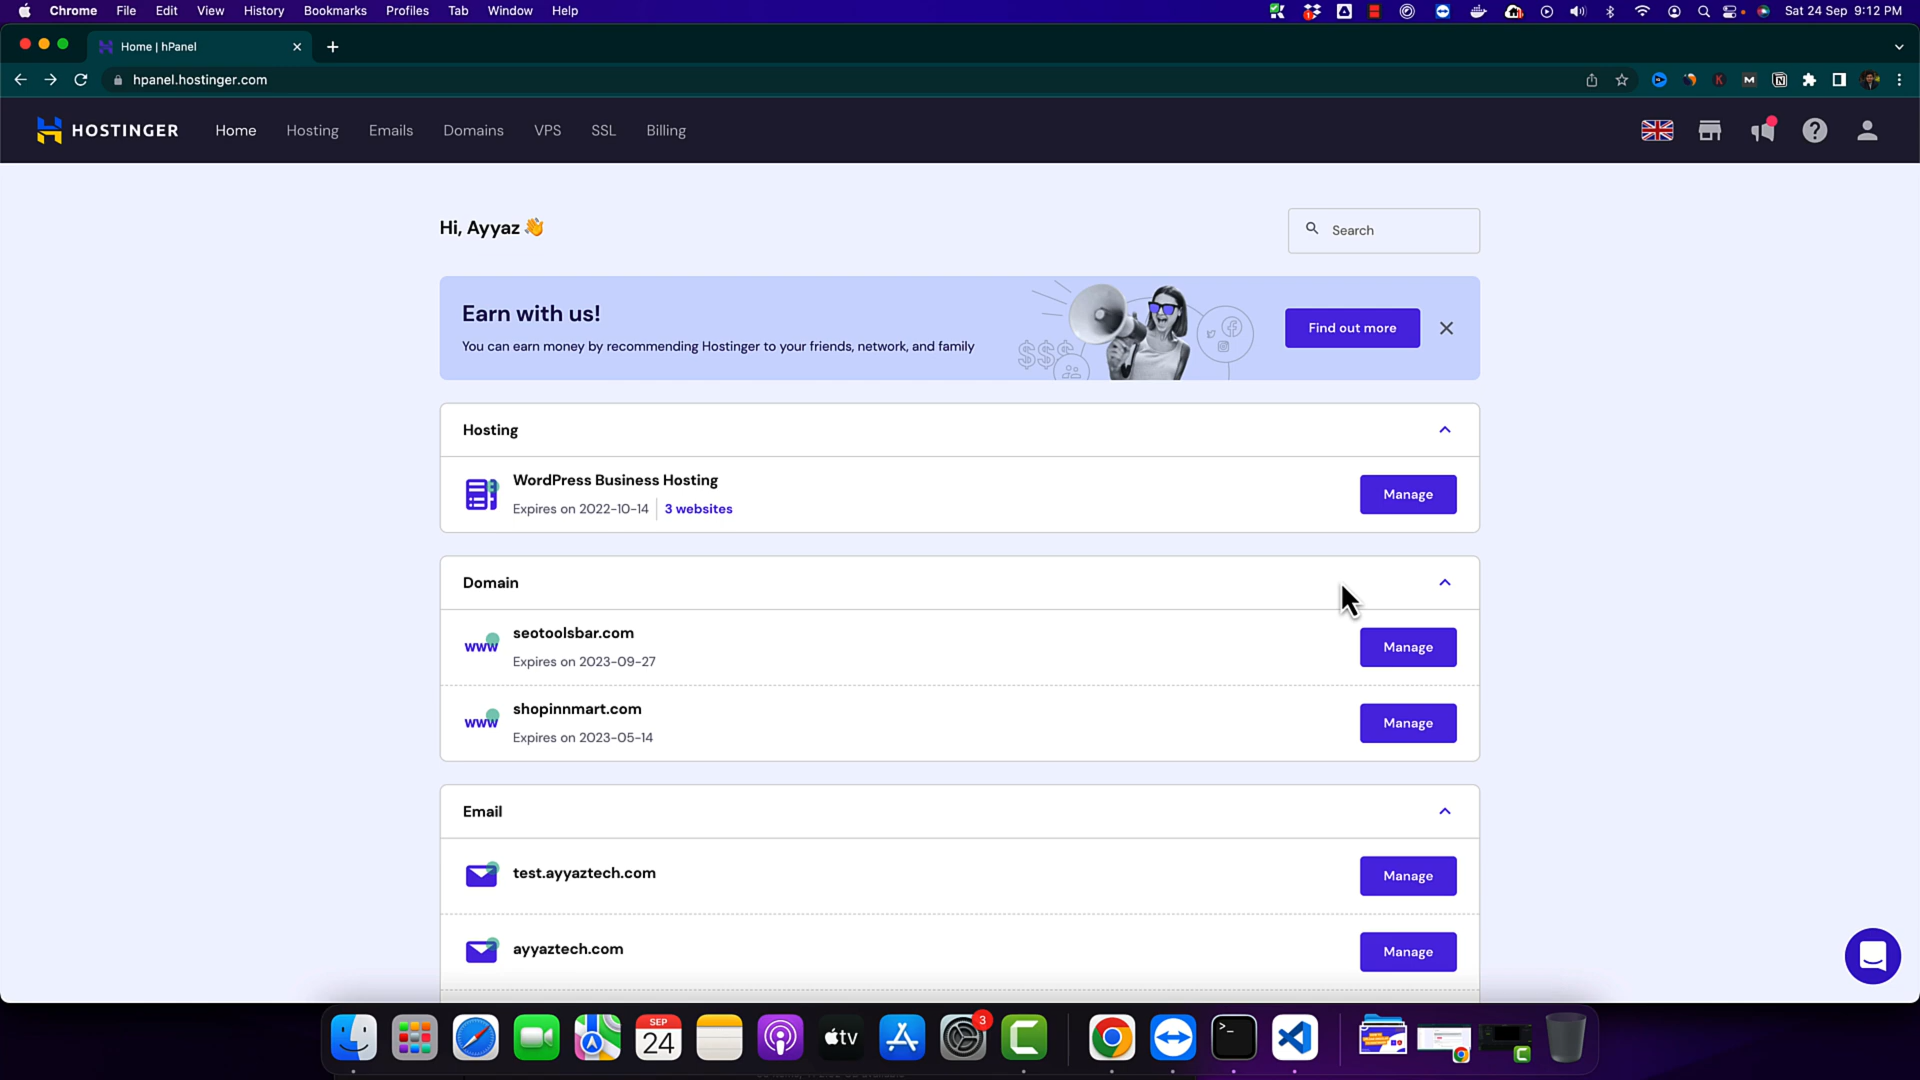 Chrome File Edit View History Bookmarks Profiles Tab Window Help
Sat 24 Sep 9:12 PM
Home | hPanel
hpanel.hostinger.com
HOSTINGER Home Hosting Emails Domains VPS SSL Billing
Hi, Ayyaz 👋
Search
Earn with us!
You can earn money by recommending Hostinger to your friends, network, and family
$$$
Find out more
Hosting
WordPress Business Hosting
Expires on 2022-10-14 3 websites
Manage
Domain
www
seotoolsbar.com
Expires on 2023-09-27
Manage
www
shopinnmart.com
Expires on 2023-05-14
Manage
Email
test.ayyaztech.com
Manage
ayyaztech.com
Manage
SEP
24
tv
3